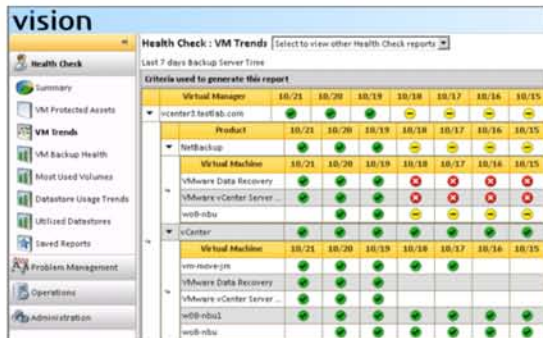 vision
Health Check
Summary
VM Protected Assets
VM Trends
VM Backup Health
Most Used Volumes
Datastore Usage Trends
Utilized Datastores
Saved Reports
Problem Management
Operations
Administration
Health Check : VM Trends Select to view other Health Check reports
Last 7 days Backup Server Time
Criteria used to generate this report
Virtual Manager 10/21 10/20 10/19 10/18 10/17 10/16 10/15
vcenter3.testlab.com
Product 10/21 10/20 10/19 10/18 10/17 10/16 10/15
NetBackup
Virtual Machine 10/21 10/20 10/19 10/18 10/17 10/16 10/15
VMware Data Recovery
VMware vCenter Server ...
w08-nbu
vCenter
Virtual Machine 10/21 10/20 10/19 10/18 10/17 10/16 10/15
vm-move-jm
VMware Data Recovery
VMware vCenter Server ...
w08-nbu1
wo8-nbu